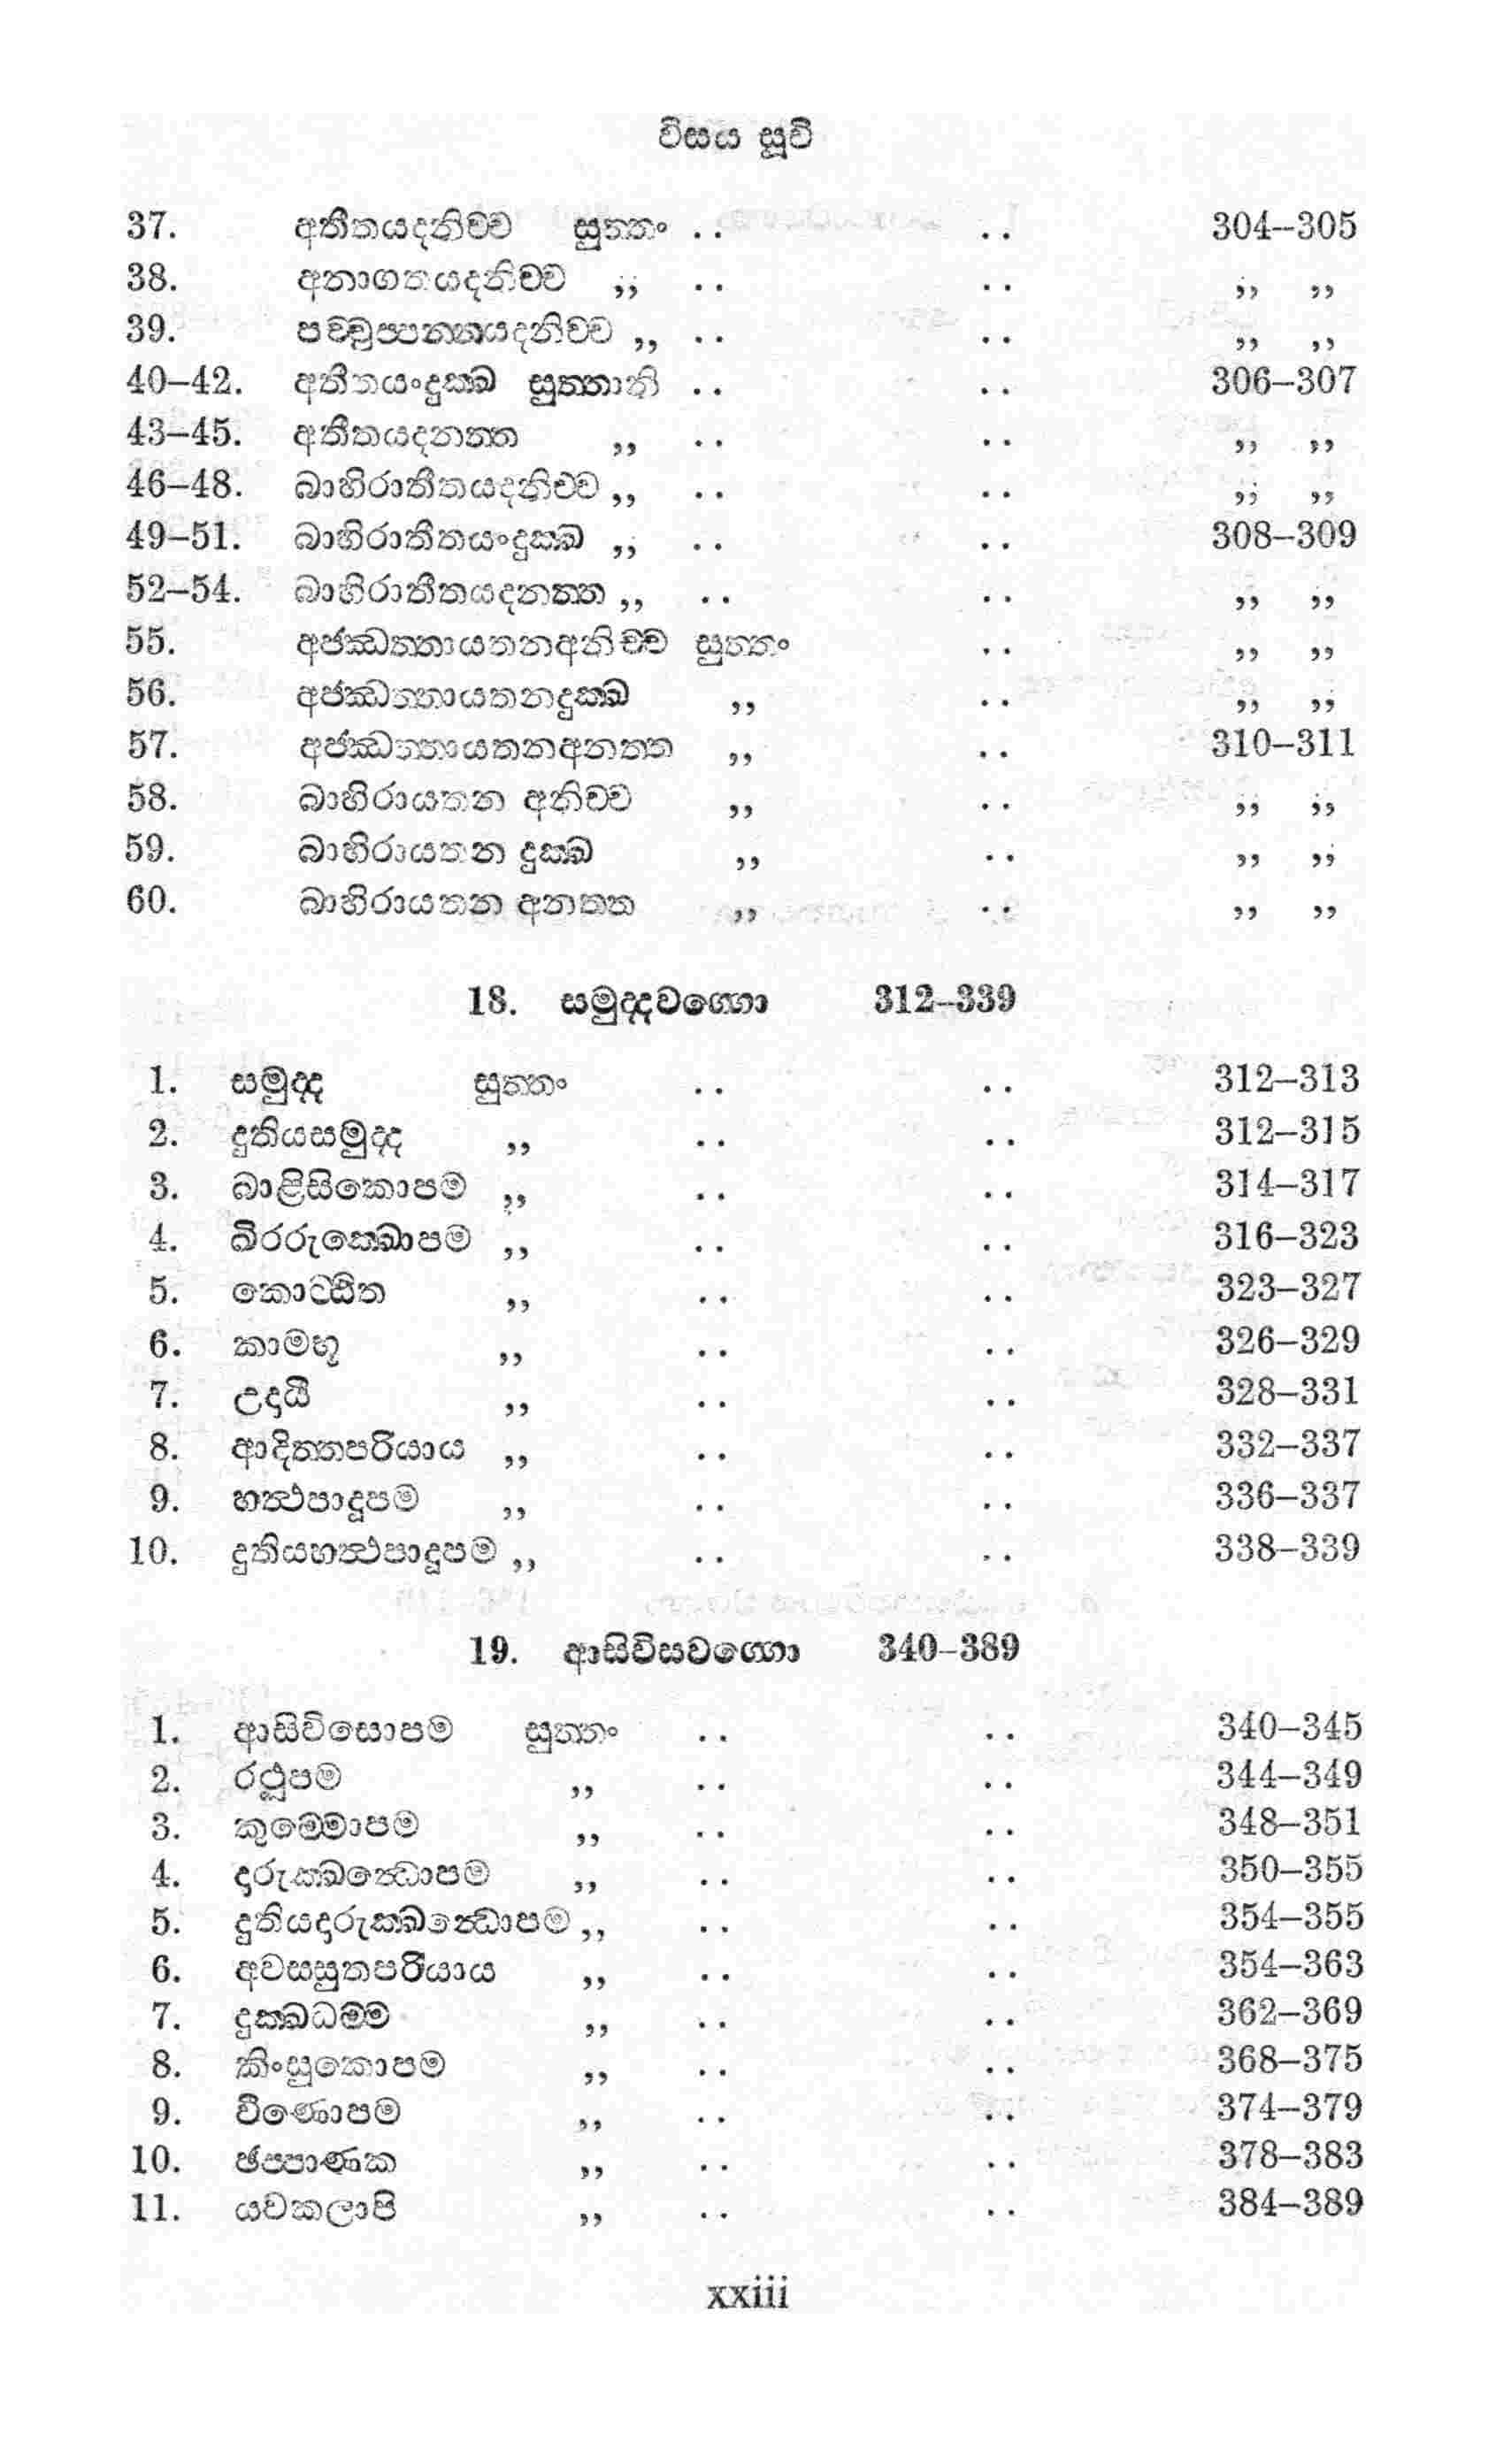 විසය සූචි
37. අතීතයදනිච්ච සුත්තං . . . . 304–305
38. අනාගතයදනිච්ච ,, . . . . ,, ,,
39. පච්චුප්පන්නයදනිච්ච ,, . . . . ,, ,,
40–42. අතීතයංදුක්ඛ සුත්තානි . . . . 306–307
43–45. අතීතයදනත්ත ,, . . . . ,, ,,
46–48. බාහිරාතීතයදනිච්ච ,, . . . . ,, ,,
49–51. බාහිරාතීතයංදුක්ඛ ,, . . . . 308–309
52–54. බාහිරාතීතයදනත්ත ,, . . . . ,, ,,
55. අජ්ඣත්තායතනඅනිච්ච සුත්තං . . ,, ,,
56. අජ්ඣත්තායතනදුක්ඛ ,, . . ,, ,,
57. අජ්ඣත්තායතනඅනත්ත ,, . . 310–311
58. බාහිරායතන අනිච්ච ,, . . ,, ,,
59. බාහිරායතන දුක්ඛ ,, . . ,, ,,
60. බාහිරායතන අනත්ත ,, . . ,, ,,
18. සමුද්දවග්ගො 312–339
1. සමුද්ද සුත්තං . . . . 312–313
2. දුතියසමුද්ද ,, . . . . 312–315
3. බාළිසිකොපම ,, . . . . 314–317
4. ඛීරරුක්ඛොපම ,, . . . . 316–323
5. කොට්ඨිත ,, . . . . 323–327
6. කාමභූ ,, . . . . 326–329
7. උදායී ,, . . . . 328–331
8. ආදිත්තපරියාය ,, . . . . 332–337
9. හත්ථපාදූපම ,, . . . . 336–337
10. දුතියහත්ථපාදූපම ,, . . . . 338–339
19. ආසිවිසවග්ගො 340–389
1. ආසිවිසොපම සුත්තං . . . . 340–345
2. රථූපම ,, . . . . 344–349
3. කුම්මොපම ,, . . . . 348–351
4. දාරුක්ඛන්ධොපම ,, . . . . 350–355
5. දුතියදාරුක්ඛන්ධොපම ,, . . . . 354–355
6. අවස්සුතපරියාය ,, . . . . 354–363
7. දුක්ඛධම්ම ,, . . . . 362–369
8. කිංසුකොපම ,, . . . . 368–375
9. වීණොපම ,, . . . . 374–379
10. ඡප්පාණක ,, . . . . 378–383
11. යවකලාපි ,, . . . . 384–389
xxiii